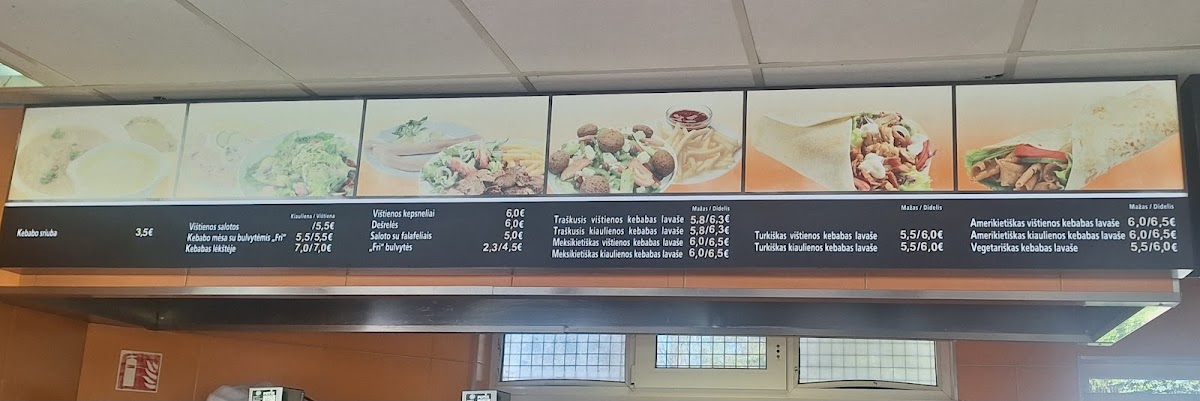 Kebabo sriuba 3,5€
Kiauliena / Vištiena
Vištienos salotos /5,5€
Kebabo mėsa su bulvytėmis „Fri" 5,5/5,5€
Kebabas lėkštėje 7,0/7,0€
Vištienos kepsneliai 6,0€
Dešrelės 6,0€
Saloto su falafeliais 5,0€
„Fri" bulvytės 2,3/4,5€
Mažas / Didelis
Traškusis vištienos kebabas lavaše 5,8/6,3€
Traškusis kiaulienos kebabas lavaše 5,8/6,3€
Meksikietiškas vištienos kebabas lavaše 6,0/6,5€
Meksikietiškas kiaulienos kebabas lavaše 6,0/6,5€
Mažas / Didelis
Turkiškas vištienos kebabas lavaše 5,5/6,0€
Turkiškas kiaulienos kebabas lavaše 5,5/6,0€
Mažas / Didelis
Amerikietiškas vištienos kebabas lavaše 6,0/6,5€
Amerikietiškas kiaulienos kebabas lavaše 6,0/6,5€
Vegetariškas kebabas lavaše 5,5/6,0€